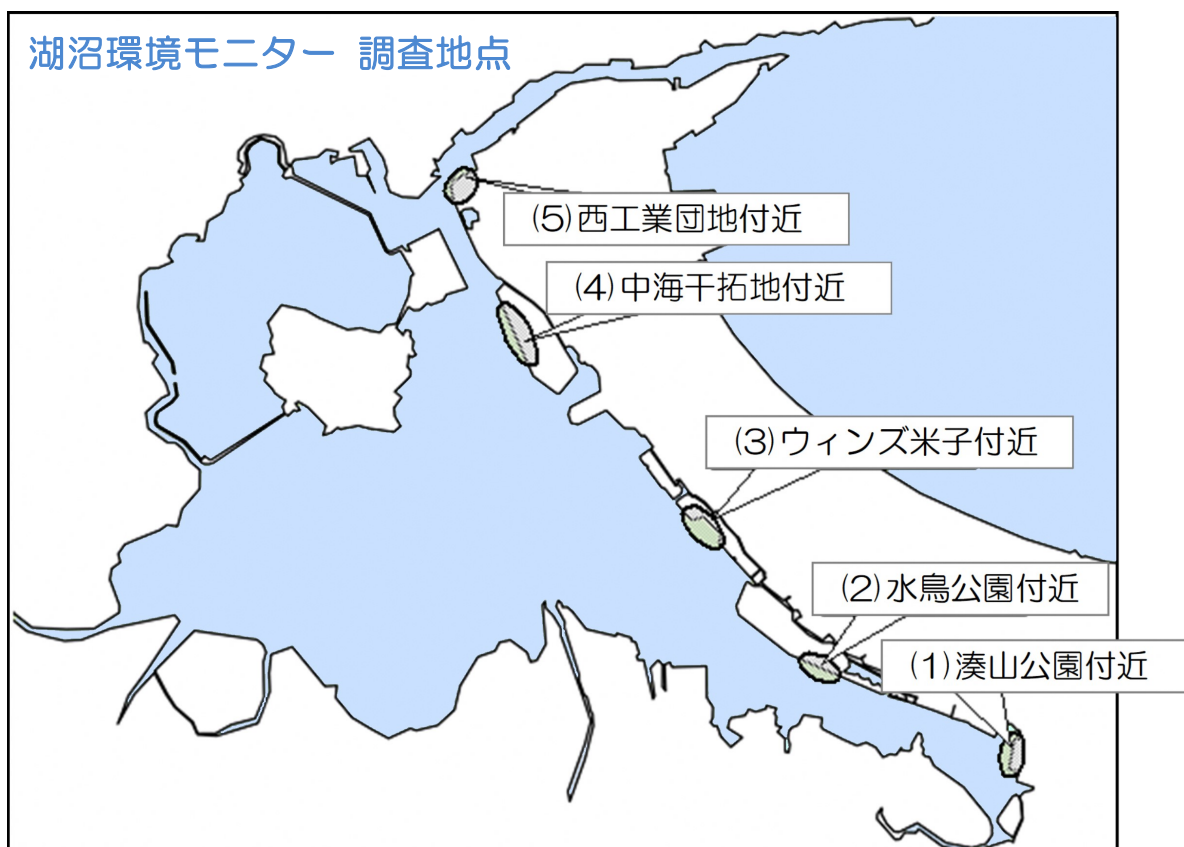 湖沼環境モニター 調査地点
(5)西工業団地付近
(4)中海干拓地付近
(3)ウィンズ米子付近
(2)水鳥公園付近
(1)湊山公園付近